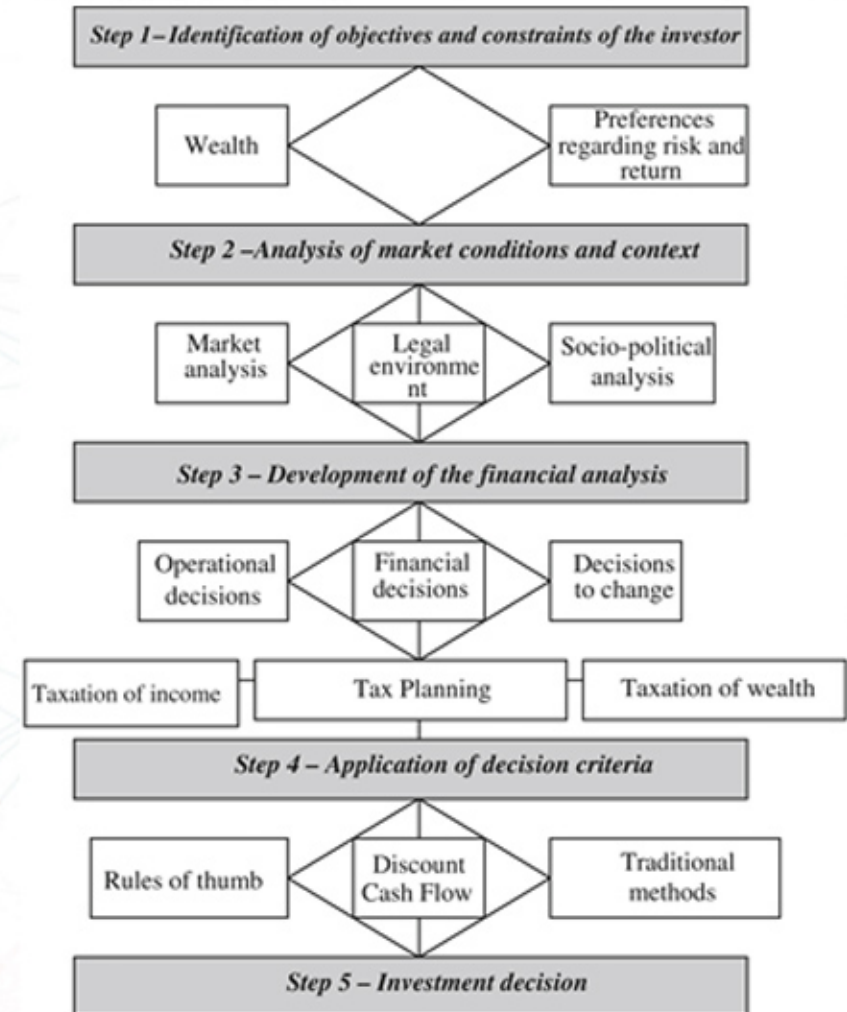 Step 1–Identification of objectives and constraints of the investor
Wealth
Preferences
regarding risk and
return
Step 2 –Analysis of market conditions and context
Market
analysis
Legal
environme
nt
Socio-political
analysis
Step 3 – Development of the financial analysis
Operational
decisions
Financial
decisions
Decisions
to change
Taxation of income
Tax Planning
Taxation of wealth
Step 4 – Application of decision criteria
Rules of thumb
Discount
Cash Flow
Traditional
methods
Step 5 – Investment decision